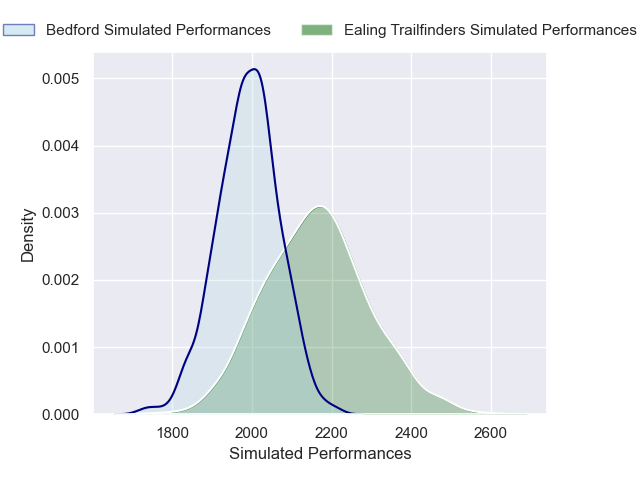 Bedford Simulated Performances
Ealing Trailfinders Simulated Performances
0.005
0.004
0.003
0.002
0.001
0.000
Density
1800 2000 2200 2400 2600
Simulated Performances